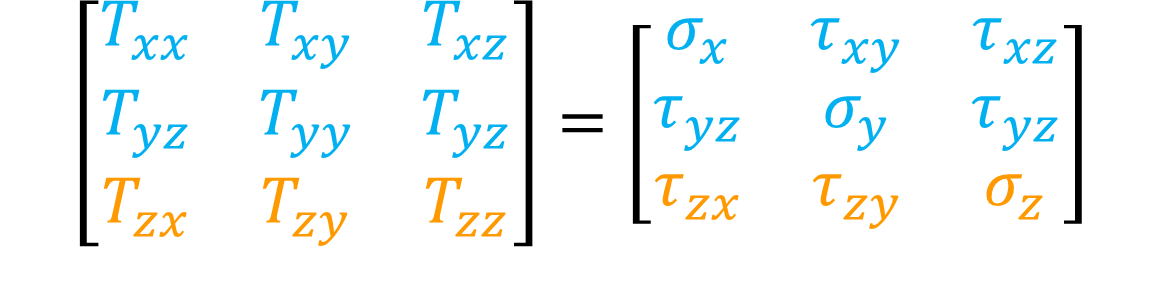 [T_xx T_xy T_xz] = [σ_x τ_xy τ_xz]
[T_yz T_yy T_yz] = [τ_yz σ_y τ_yz]
[T_zx T_zy T_zz] = [τ_zx τ_zy σ_z]